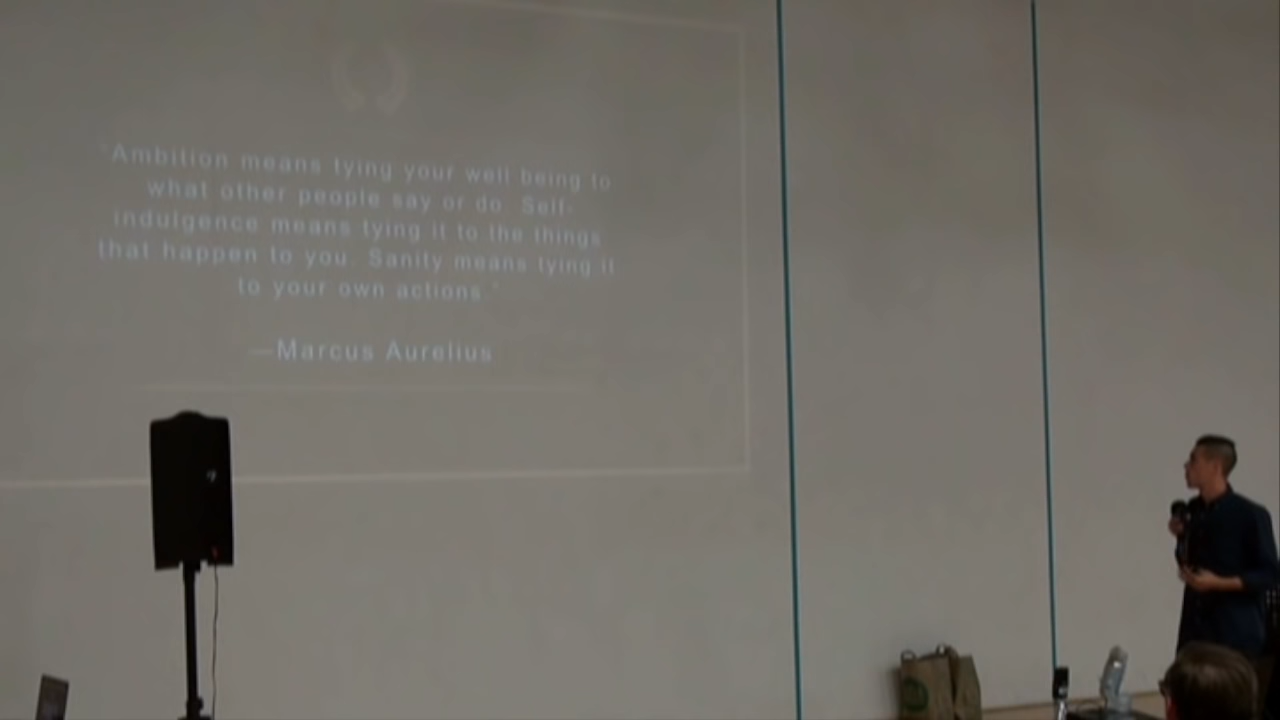 "Ambition means tying your well being to
what other people say or do. Self-
indulgence means tying it to the things
that happen to you. Sanity means tying it
to your own actions."
—Marcus Aurelius